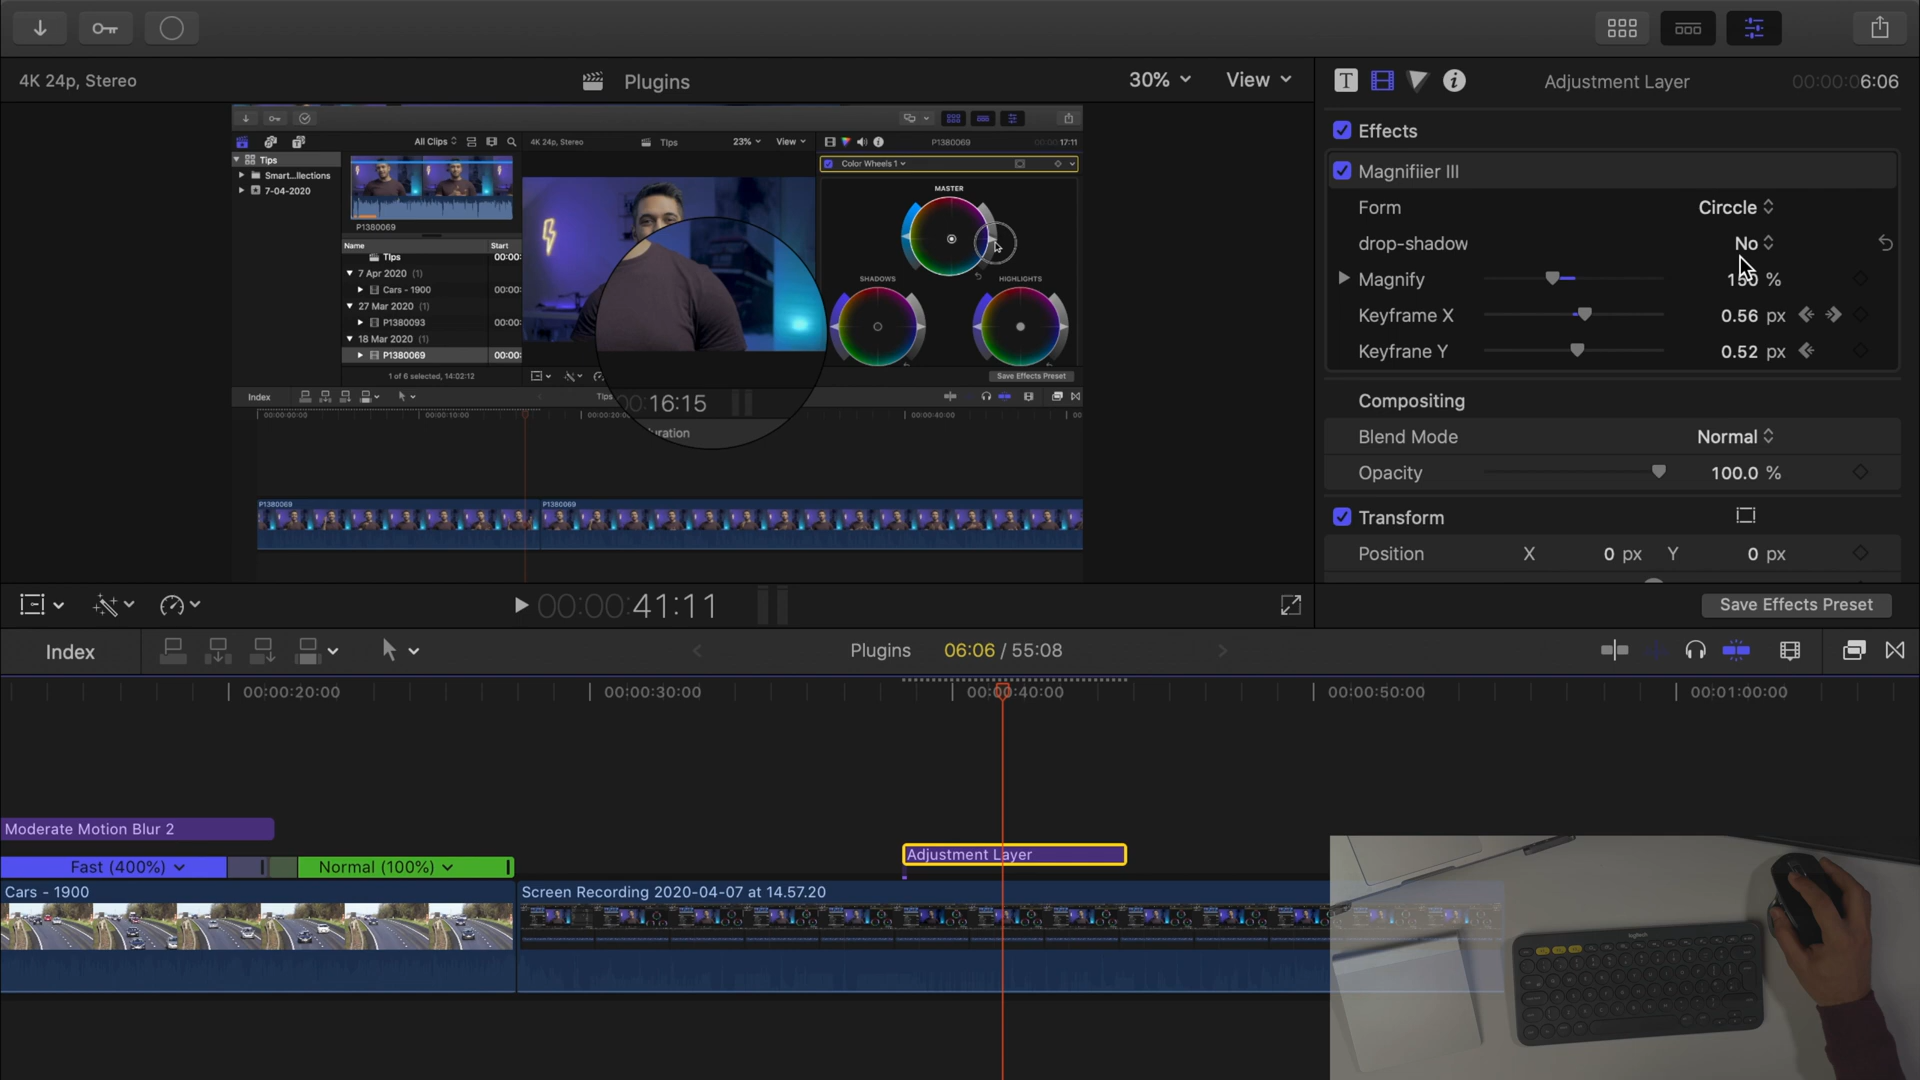 4K 24p, Stereo
Plugins
30%
View
Adjustment Layer
00:00:06:06
Effects
Magnifiier III
Form
Circcle
drop-shadow
No
Magnify
%
Keyframe X
0.56 px
Keyfrane Y
0.52 px
Compositing
Blend Mode
Normal
Opacity
100.0 %
Transform
Position
X
0 px
Y
0 px
Save Effects Preset
All Clips
4K 24p, Stereo
Tips
23%
View
P1380069
17:11
Tips
Smart...llections
7-04-2020
P1380069
Name
Start
Tips
00:00:
7 Apr 2020 (1)
Cars - 1900
00:00:
27 Mar 2020 (1)
P1380093
00:00:
18 Mar 2020 (1)
P1380069
00:00:
1 of 6 selected, 14:02:12
Color Wheels 1
MASTER
SHADOWS
HIGHLIGHTS
Save Effects Preset
Index
Tips
00:00:00:00
00:00:10:00
00:00:20:0
00:00:40:00
00:16:15
uration
P1380069
P1380069
00:00:41:11
Index
Plugins
06:06 / 55:08
00:00:20:00
00:00:30:00
00:00:40:00
00:00:50:00
00:01:00:00
Moderate Motion Blur 2
Fast (400%)
Normal (100%)
Adjustment Layer
Cars - 1900
Screen Recording 2020-04-07 at 14.57.20
logitech